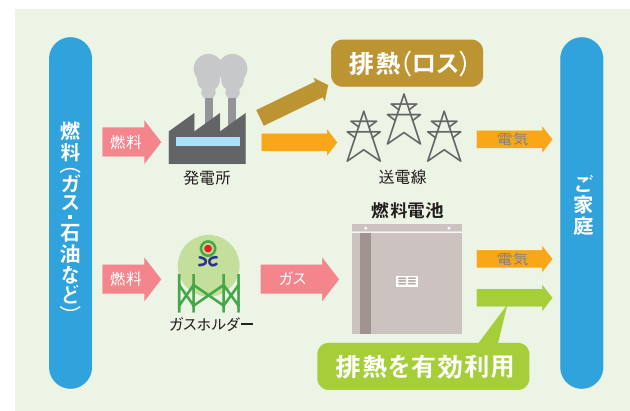 燃料(ガス・石油など)
燃料
発電所
排熱(ロス)
送電線
電気
ご家庭
燃料
ガスホルダー
ガス
燃料電池
電気
排熱を有効利用